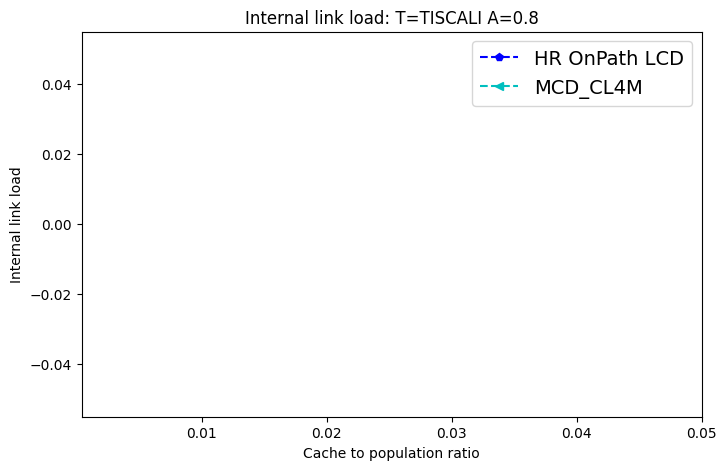 Internal link load: T=TISCALI A=0.8
HR OnPath LCD
MCD_CL4M
0.04
0.02
0.00
−0.02
−0.04
Internal link load
0.01
0.02
0.03
0.04
0.05
Cache to population ratio